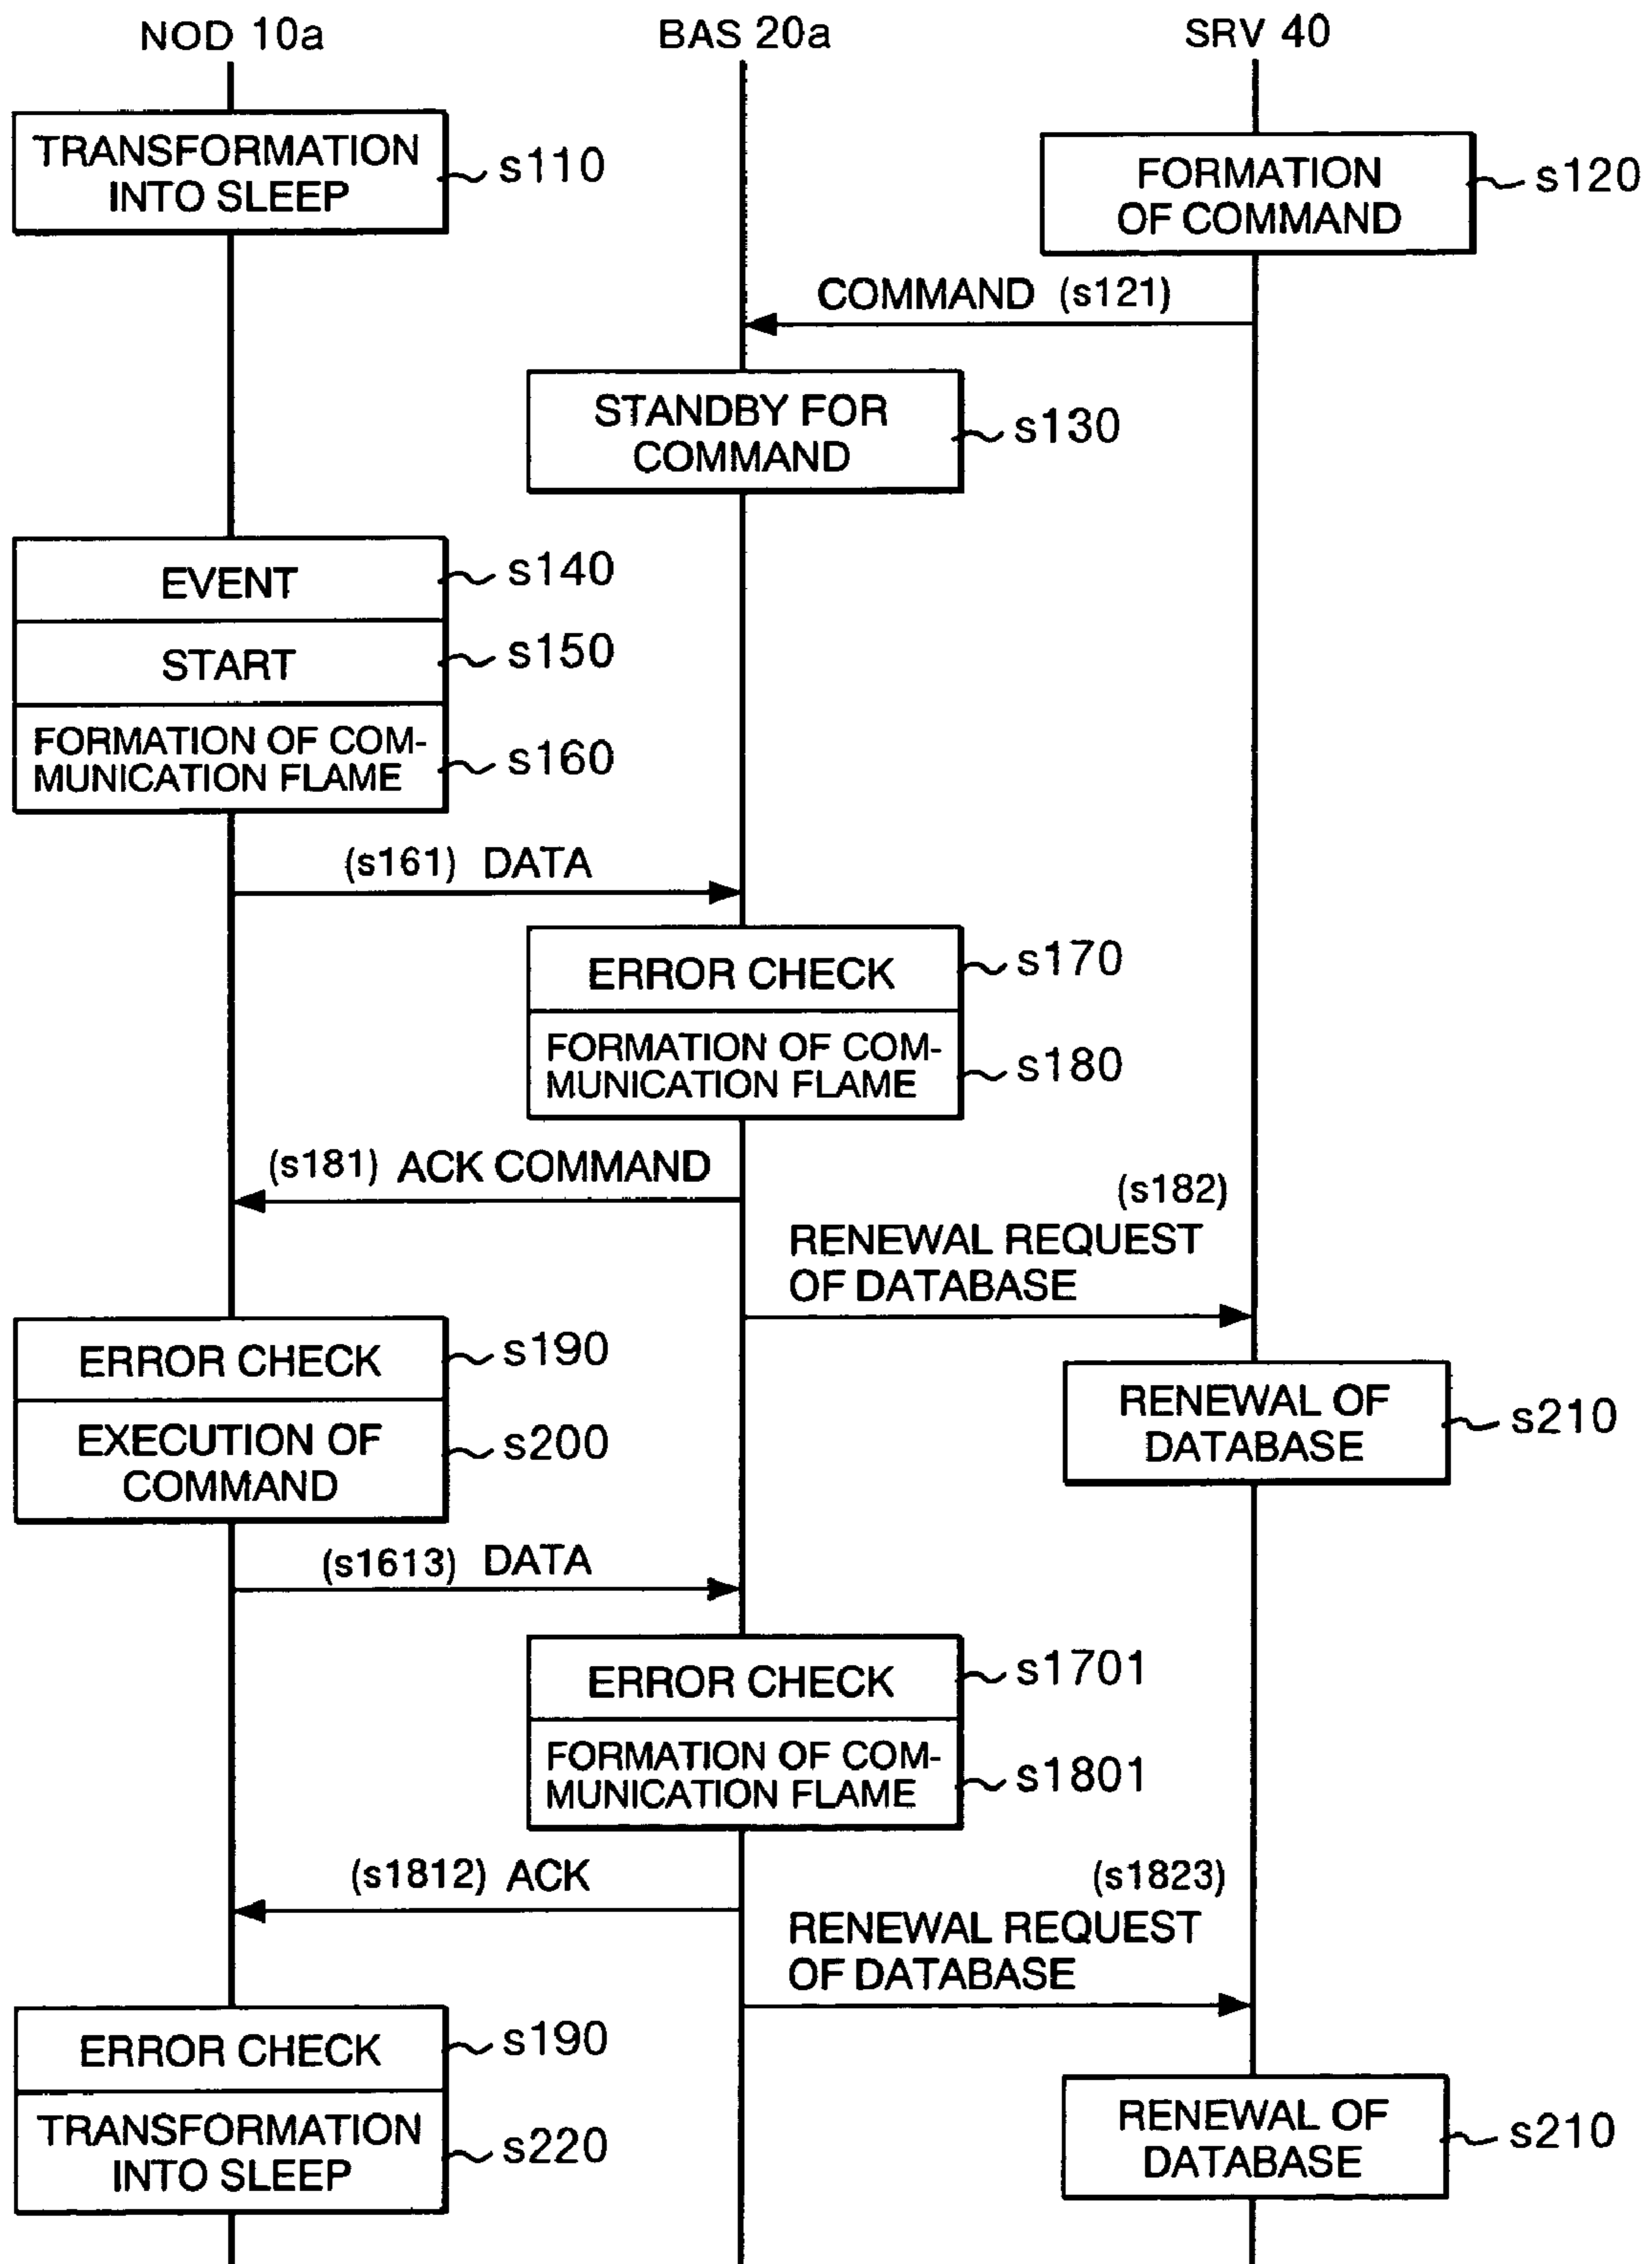 NOD 10a
BAS 20a
SRV 40
TRANSFORMATION
INTO SLEEP
s110
FORMATION
OF COMMAND
s120
COMMAND (s121)
STANDBY FOR
COMMAND
s130
EVENT
s140
START
s150
FORMATION OF COM-
MUNICATION FLAME
s160
(s161) DATA
ERROR CHECK
s170
FORMATION OF COM-
MUNICATION FLAME
s180
(s181) ACK COMMAND
(s182)
RENEWAL REQUEST
OF DATABASE
ERROR CHECK
s190
EXECUTION OF
COMMAND
s200
RENEWAL OF
DATABASE
s210
(s1613) DATA
ERROR CHECK
s1701
FORMATION OF COM-
MUNICATION FLAME
s1801
(s1812) ACK
(s1823)
RENEWAL REQUEST
OF DATABASE
ERROR CHECK
s190
TRANSFORMATION
INTO SLEEP
s220
RENEWAL OF
DATABASE
s210